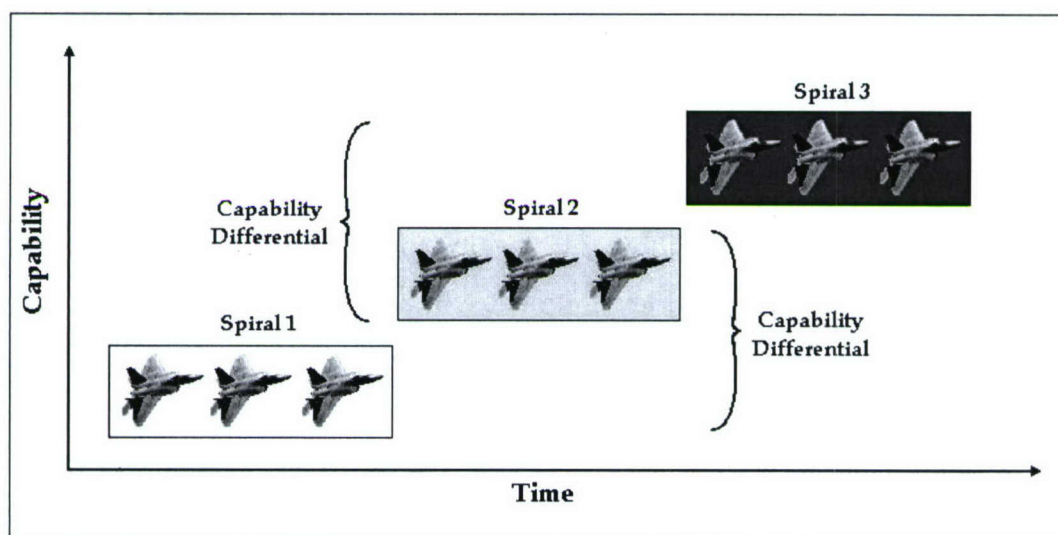 Spiral 3
Capability
Differential
Spiral 2
Spiral 1
Capability
Differential
Capability
Time